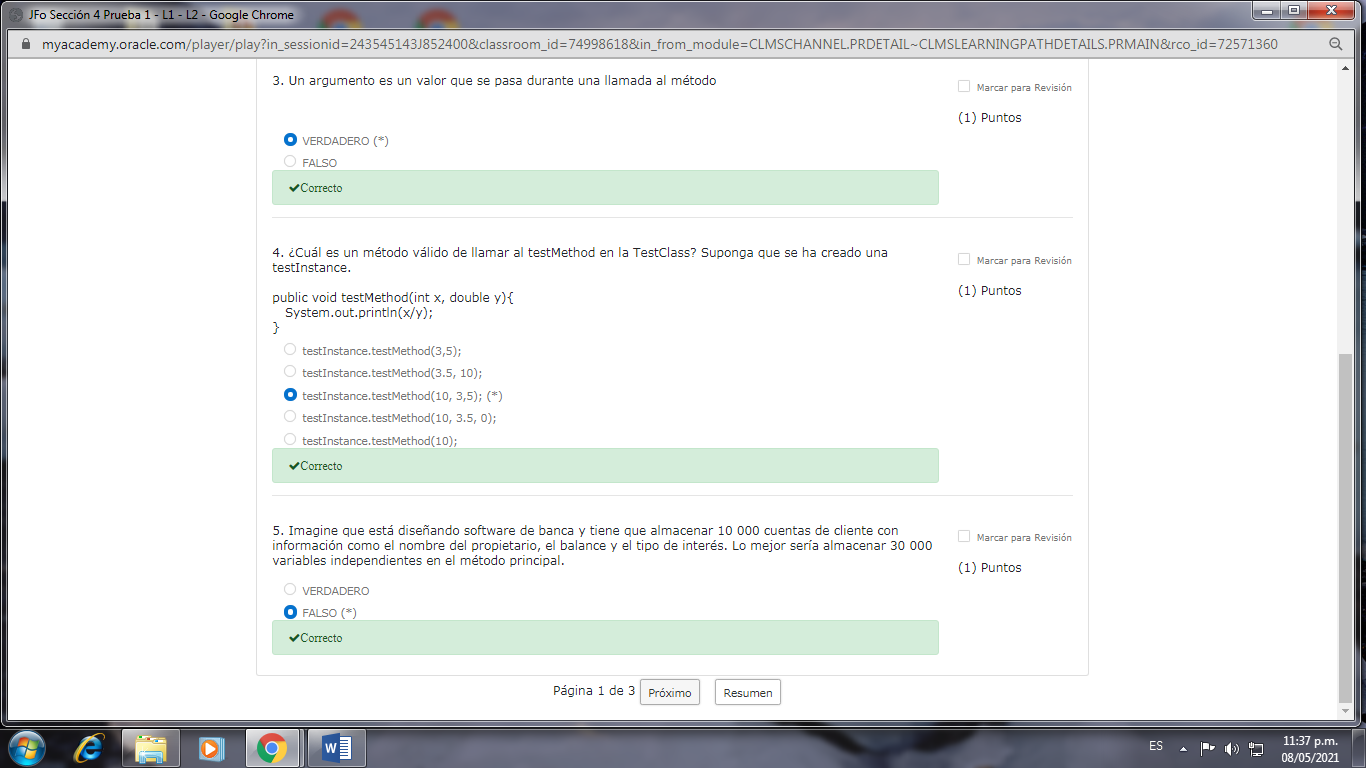 JFo Sección 4 Prueba 1 - L1 - L2 - Google Chrome
myacademy.oracle.com/player/play?in_sessionid=243545143J852400&classroom_id=74998618&in_from_module=CLMSCHANNEL.PRDETAIL~CLMSLEARNINGPATHDETAILS.PRMAIN&rco_id=72571360
3. Un argumento es un valor que se pasa durante una llamada al método
Marcar para Revisión
(1) Puntos
VERDADERO (*)
FALSO
Correcto
4. ¿Cuál es un método válido de llamar al testMethod en la TestClass? Suponga que se ha creado una
testInstance.
Marcar para Revisión
(1) Puntos
public void testMethod(int x, double y){
System.out.println(x/y);
}
testInstance.testMethod(3,5);
testInstance.testMethod(3.5, 10);
testInstance.testMethod(10, 3,5); (*)
testInstance.testMethod(10, 3.5, 0);
testInstance.testMethod(10);
Correcto
5. Imagine que está diseñando software de banca y tiene que almacenar 10 000 cuentas de cliente con
información como el nombre del propietario, el balance y el tipo de interés. Lo mejor sería almacenar 30 000
variables independientes en el método principal.
Marcar para Revisión
(1) Puntos
VERDADERO
FALSO (*)
Correcto
Página 1 de 3 Próximo Resumen
ES
11:37 p.m.
08/05/2021